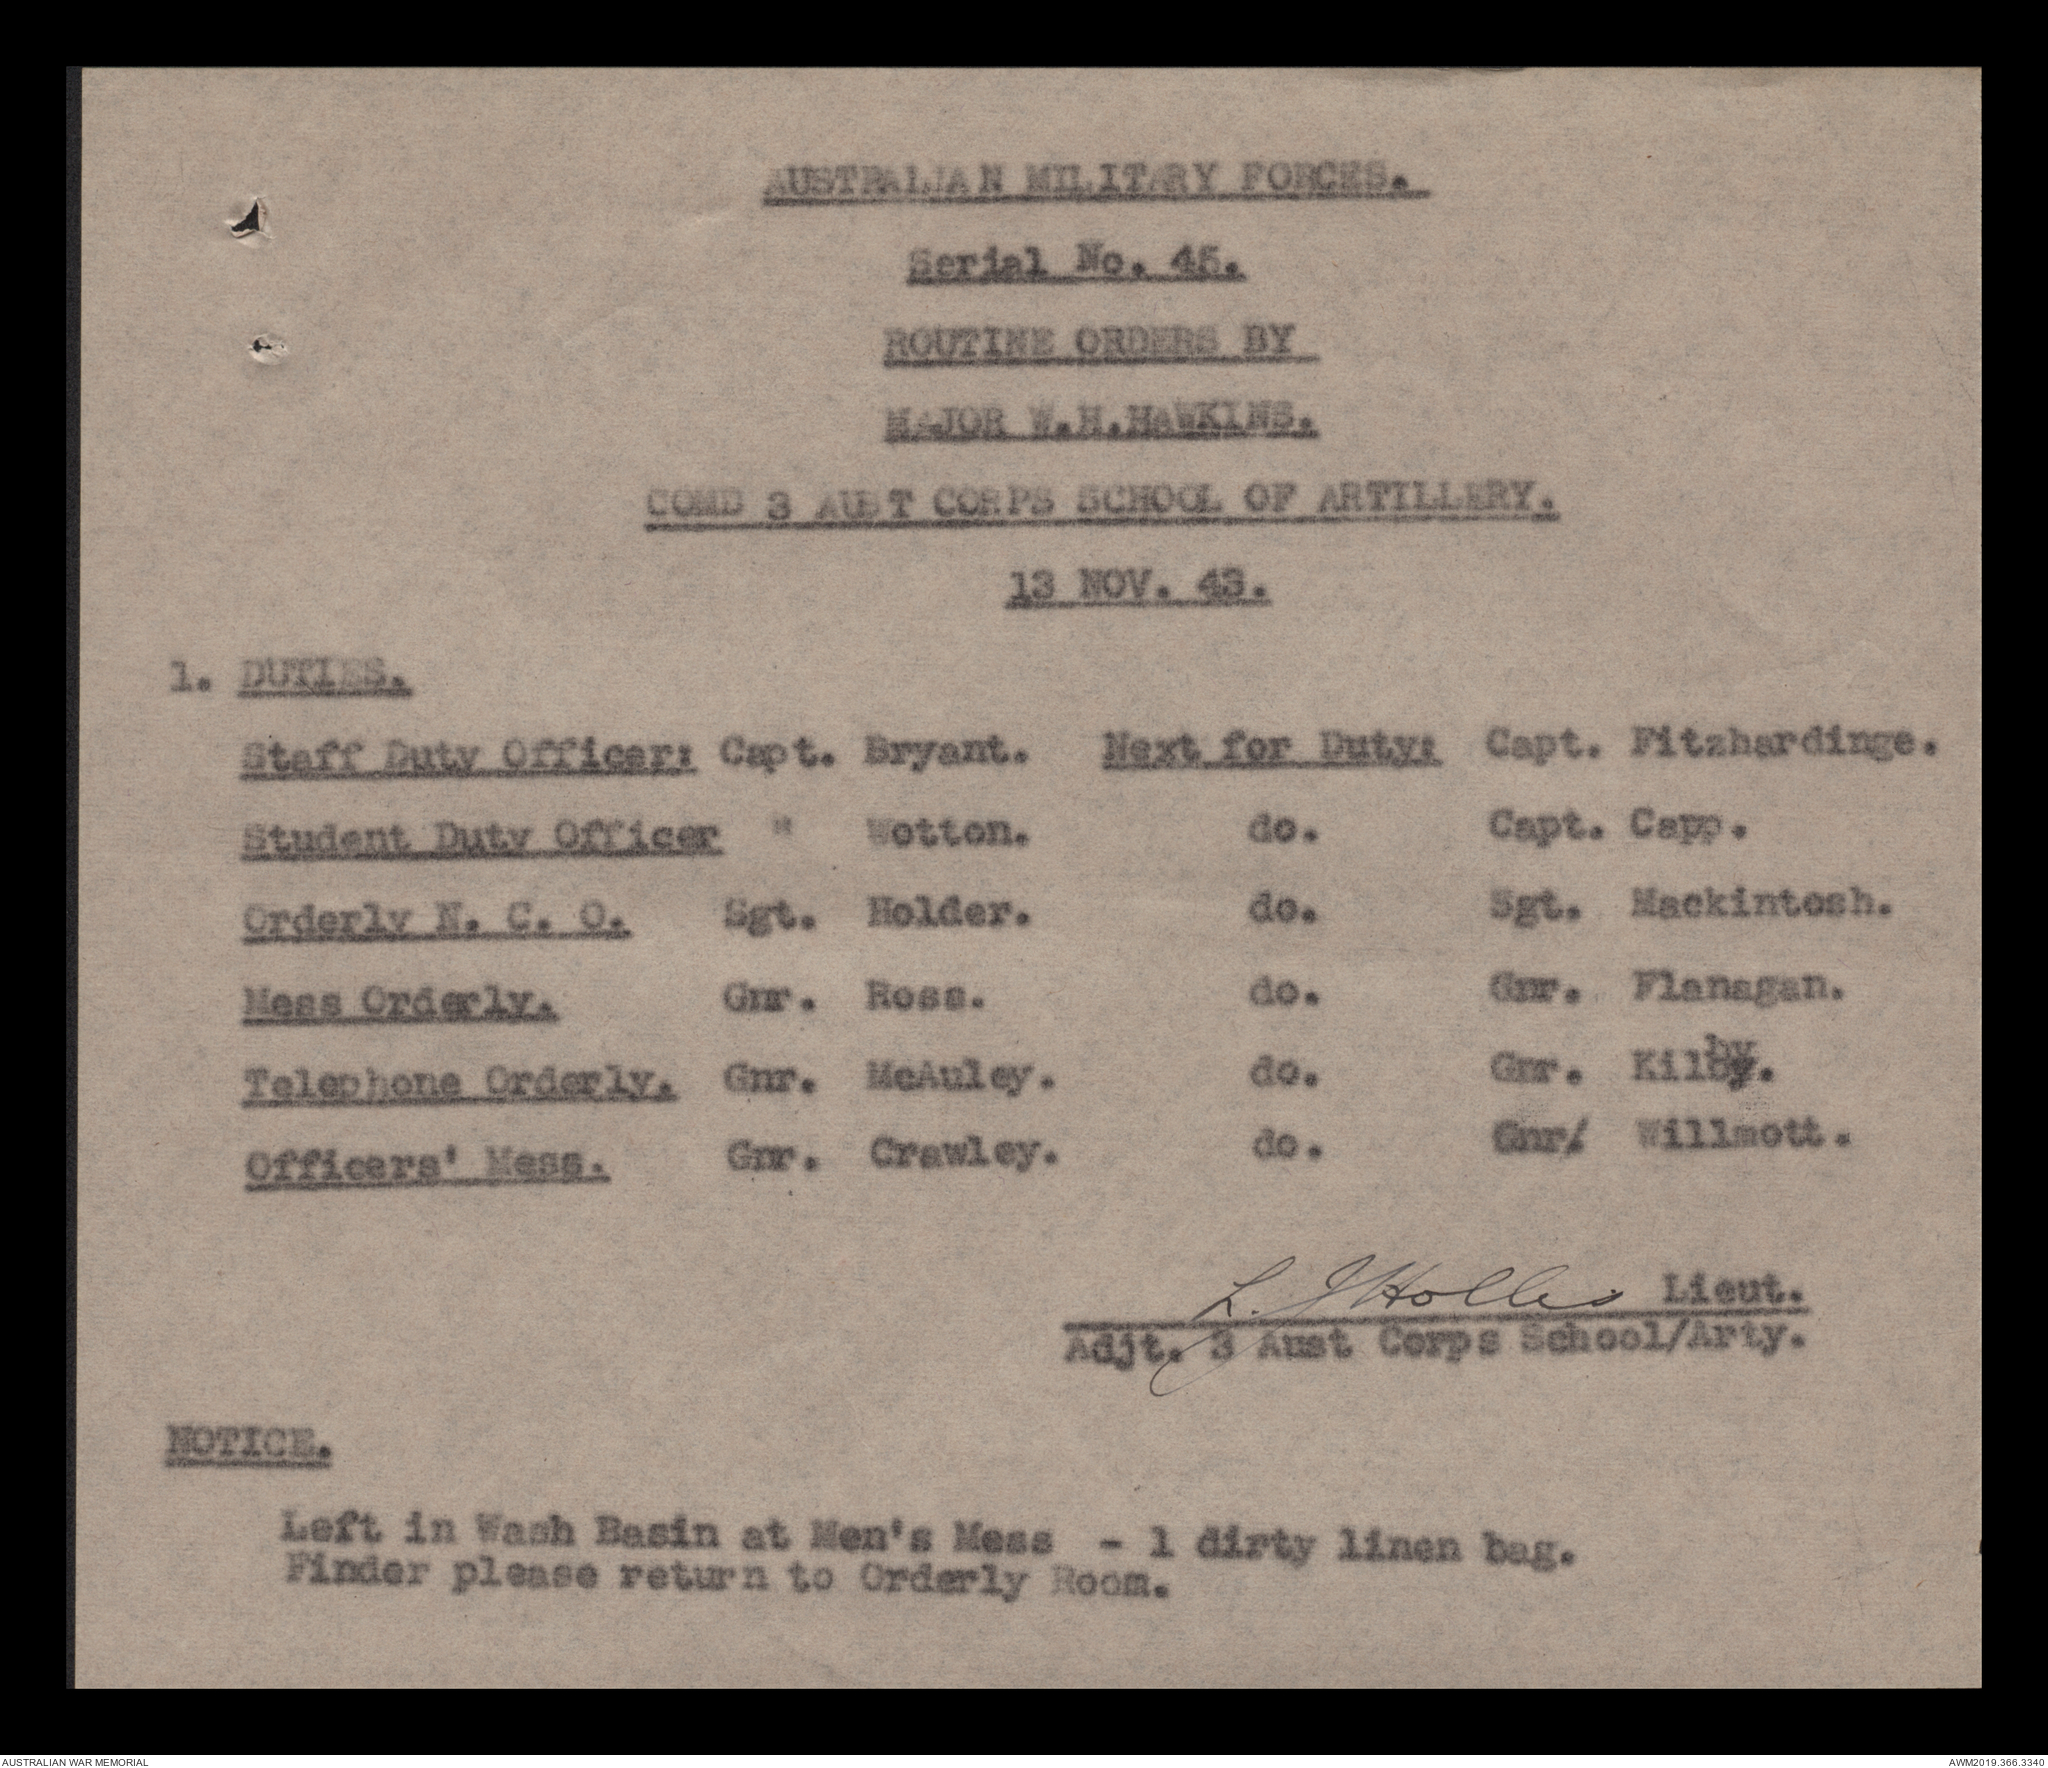 AUSTRALIAN MILITARY FORCES.
Serial No. 45.
ROUTINE ORDERS BY
MAJOR W.H.HAWKINS.
COMD 3 AUST CORPS SCHOOL OF ARTILLERY.
13 NOV. 43.
1. DUTIES.
Staff Duty Officer: Capt. Bryant. Next for Duty: Capt. Fitzhardinge.
Student Duty Officer " Wotton. do. Capt. Capp.
Orderly N. C. O. Sgt. Holder. do. Sgt. Mackintosh.
Mess Orderly. Gnr. Ross. do. Gnr. Flanagan.
Telephone Orderly. Gnr. McAuley. do. Gnr. Kilby.
Officers' Mess. Gnr. Crawley. do. Gnr/ Willmott.
L. J Hollis Lieut.
Adjt. 3 Aust Corps School/Arty.
NOTICE.
Left in Wash Basin at Men's Mess - 1 dirty linen bag.
Finder please return to Orderly Room.
AUSTRALIAN WAR MEMORIAL AWM2019.366.3340